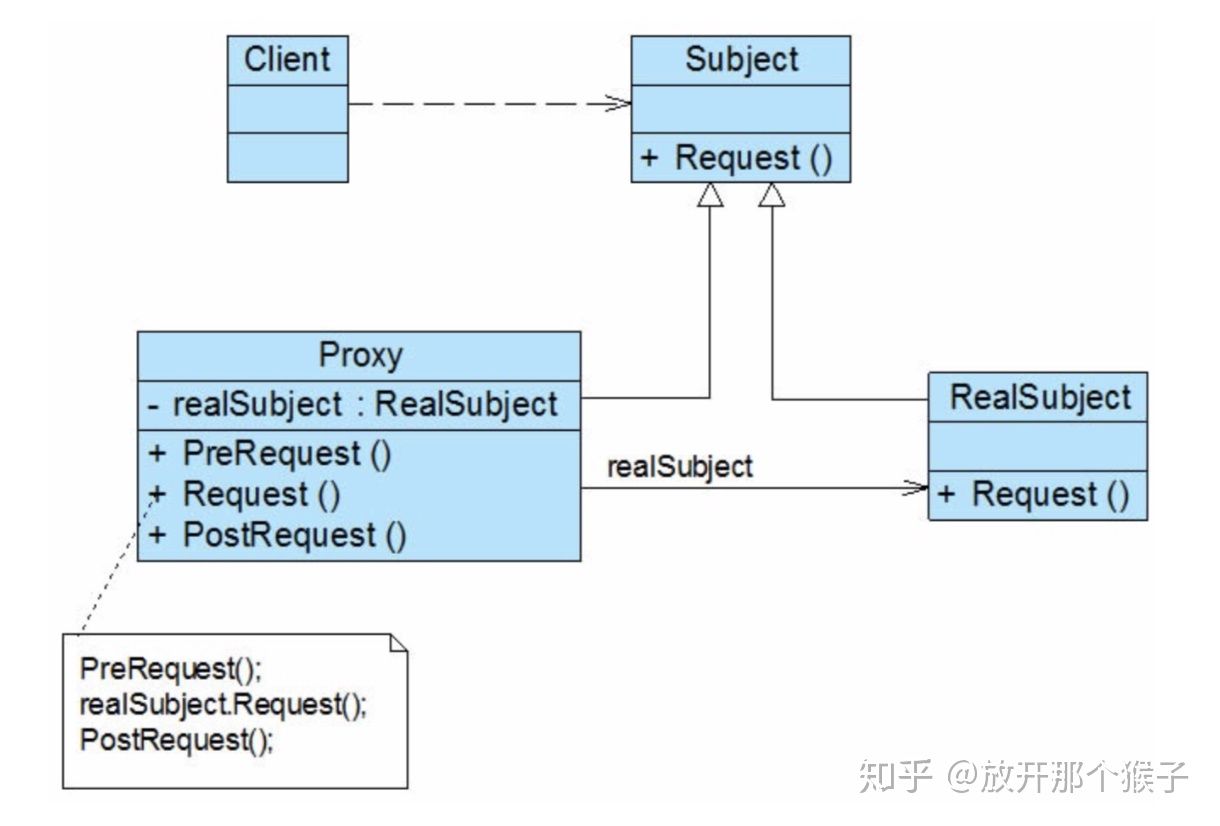 Client
Subject
+ Request ()
Proxy
- realSubject : RealSubject
+ PreRequest ()
+ Request ()
+ PostRequest ()
realSubject
RealSubject
+ Request ()
PreRequest();
realSubject.Request();
PostRequest();
知乎 @放开那个猴子